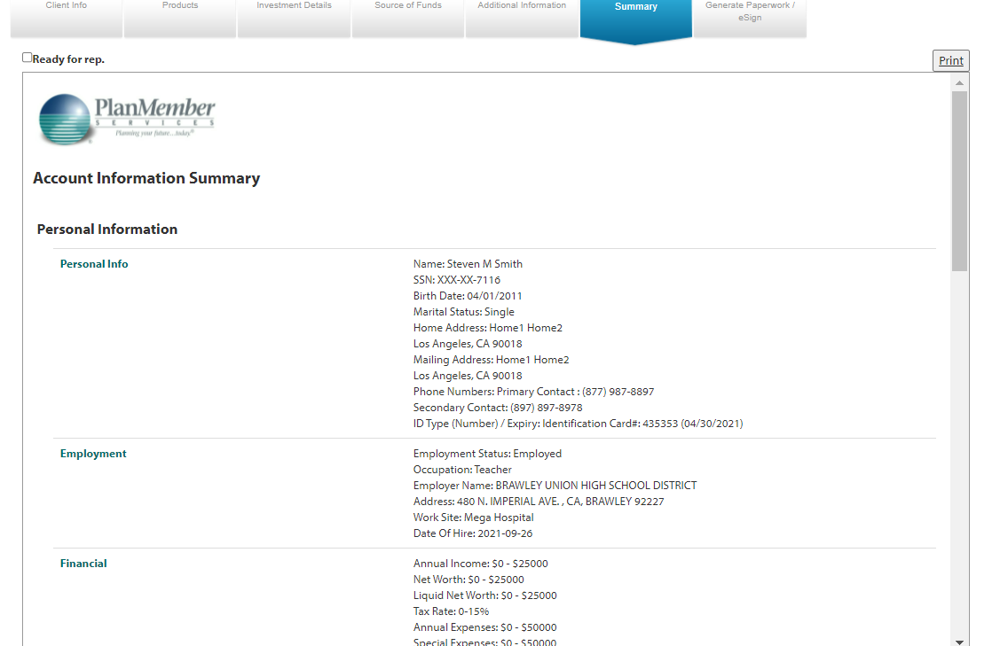 Client Info
Products
Investment Details
Source of Funds
Additional Information
Summary
Generate Paperwork /
eSign
Ready for rep.
Print
PlanMember
SERVICES
Planning your future...today®
Account Information Summary
Personal Information
Personal Info
Name: Steven M Smith
SSN: XXX-XX-7116
Birth Date: 04/01/2011
Marital Status: Single
Home Address: Home1 Home2
Los Angeles, CA 90018
Mailing Address: Home1 Home2
Los Angeles, CA 90018
Phone Numbers: Primary Contact : (877) 987-8897
Secondary Contact: (897) 897-8978
ID Type (Number) / Expiry: Identification Card#: 435353 (04/30/2021)
Employment
Employment Status: Employed
Occupation: Teacher
Employer Name: BRAWLEY UNION HIGH SCHOOL DISTRICT
Address: 480 N. IMPERIAL AVE. , CA, BRAWLEY 92227
Work Site: Mega Hospital
Date Of Hire: 2021-09-26
Financial
Annual Income: $0 - $25000
Net Worth: $0 - $25000
Liquid Net Worth: $0 - $25000
Tax Rate: 0-15%
Annual Expenses: $0 - $50000
Special Expenses: $0 - $50000